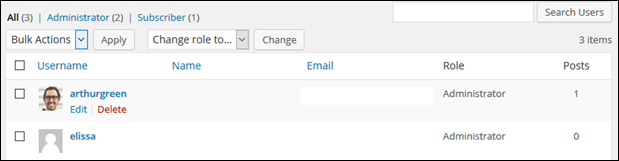 All (3) | Administrator (2) | Subscriber (1)
Search Users
Bulk Actions Apply Change role to... Change 3 items
Username Name Email Role Posts
arthurgreen Administrator 1
Edit | Delete
elissa Administrator 0